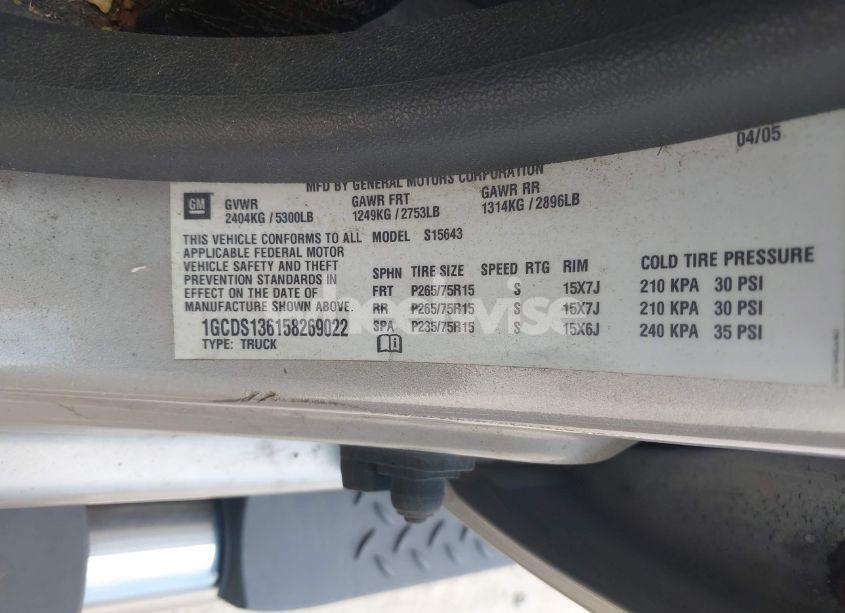 04/05
MFD BY GENERAL MOTORS CORPORATION
GM
GVWR GAWR FRT GAWR RR
2404KG / 5300LB 1249KG / 2753LB 1314KG / 2896LB
THIS VEHICLE CONFORMS TO ALL
APPLICABLE FEDERAL MOTOR
VEHICLE SAFETY AND THEFT
PREVENTION STANDARDS IN
EFFECT ON THE DATE OF
MANUFACTURE SHOWN ABOVE.
1GCDS136158269022
TYPE: TRUCK
MODEL S15643
SPHN TIRE SIZE SPEED RTG RIM COLD TIRE PRESSURE
FRT P265/75R15 S 15X7J 210 KPA 30 PSI
RR P265/75R15 S 15X7J 210 KPA 30 PSI
SPA P235/75R15 S 15X6J 240 KPA 35 PSI